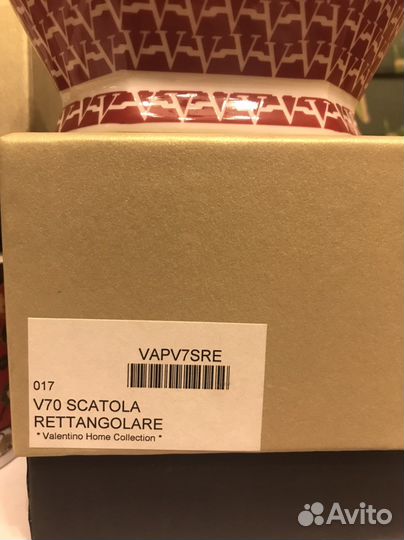 VAPV7SRE
017
V70 SCATOLA
RETTANGOLARE
* Valentino Home Collection *
Avito